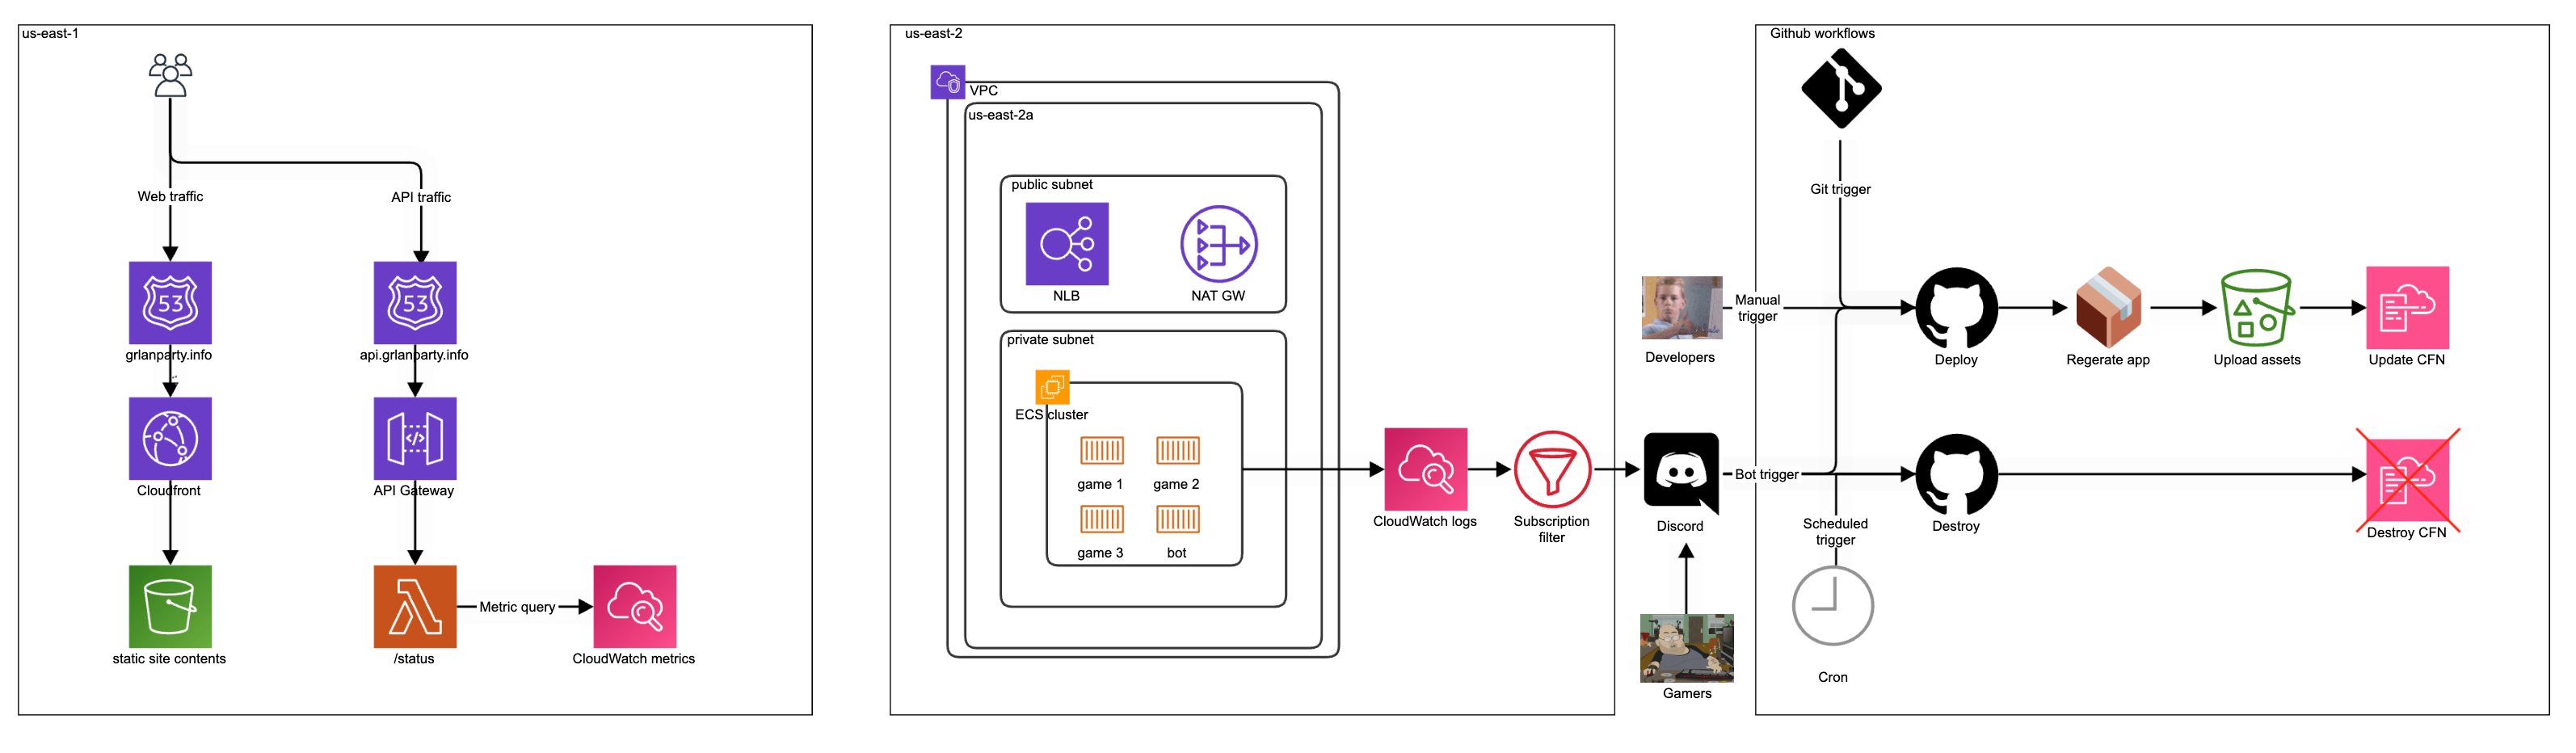 us-east-1
Web traffic
API traffic
53
53
grlanparty.info
api.grlanparty.info
Cloudfront
API Gateway
static site contents
/status
Metric query
CloudWatch metrics
us-east-2
VPC
us-east-2a
public subnet
NLB
NAT GW
private subnet
ECS cluster
game 1
game 2
game 3
bot
CloudWatch logs
Subscription
filter
Developers
Discord
Gamers
Github workflows
Git trigger
Manual
trigger
Bot trigger
Scheduled
trigger
Cron
Deploy
Regerate app
Upload assets
Update CFN
Destroy
Destroy CFN